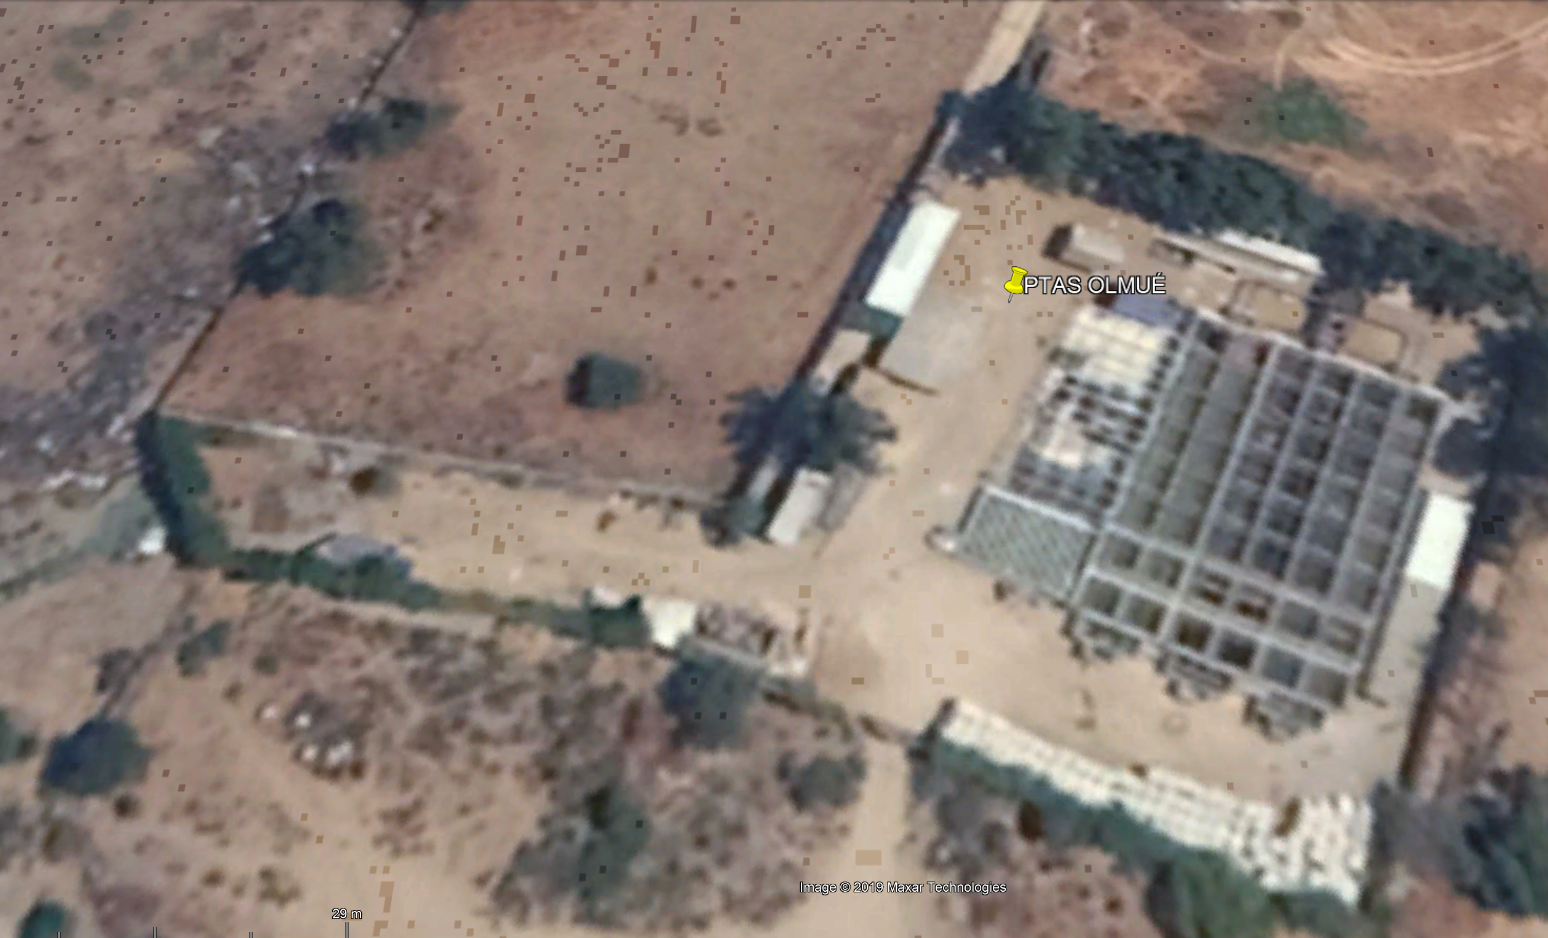 PTAS OLMUÉ
Image © 2019 Maxar Technologies
29 m